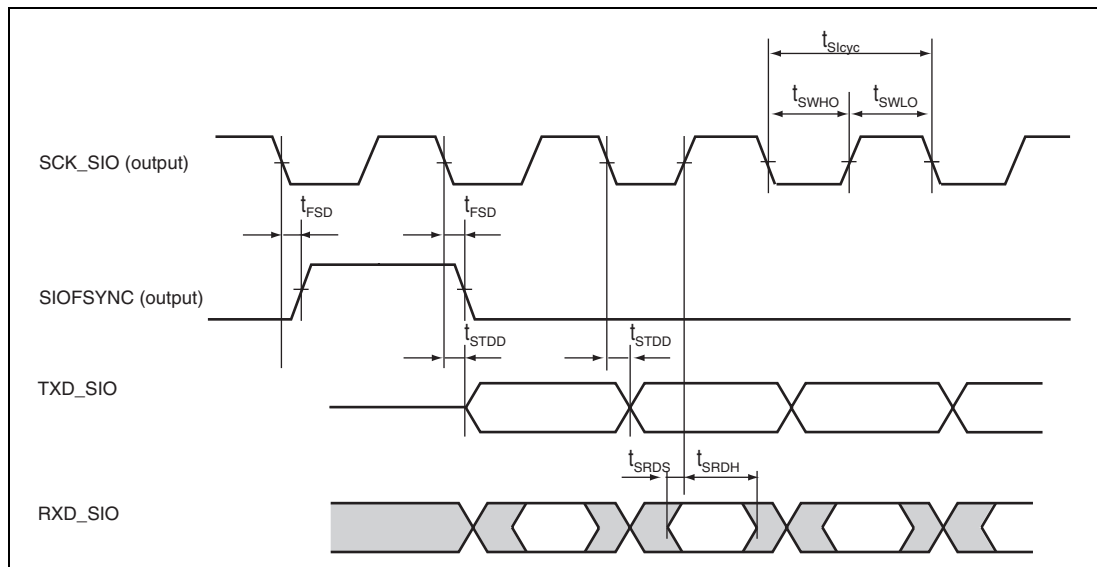 tSIcyc
tSWHO tSWLO
SCK_SIO (output)
tFSD tFSD
SIOFSYNC (output)
tSTDD tSTDD
TXD_SIO
tSRDS tSRDH
RXD_SIO